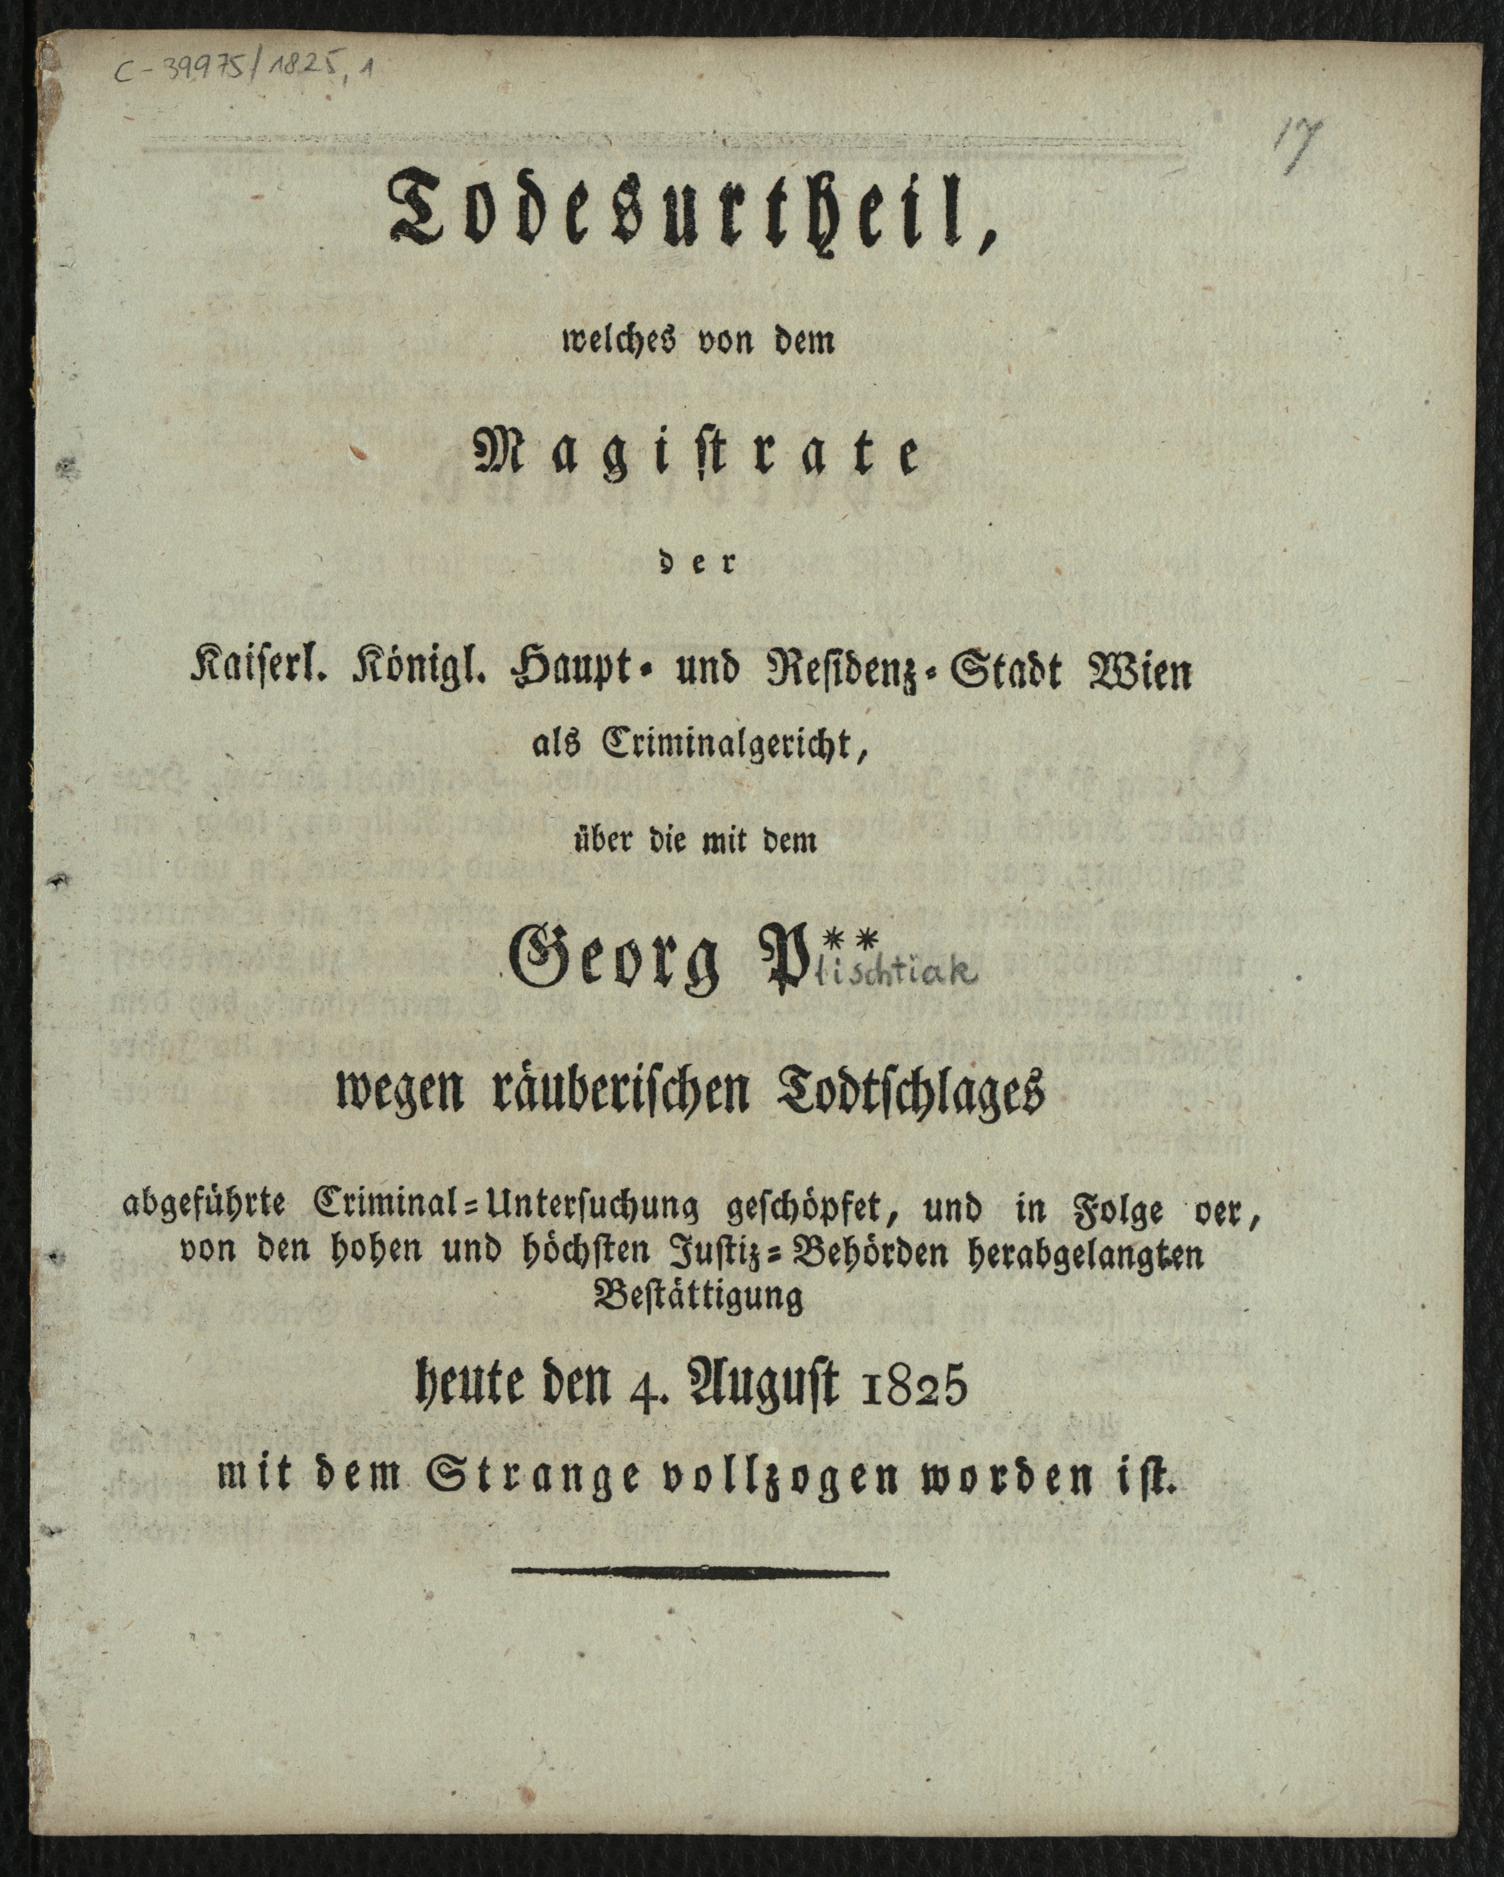 C-39975/1825,1
17
Todesurtheil,
welches von dem
Magistrate
der
Kaiserl. Königl. Haupt- und Residenz-Stadt Wien
als Criminalgericht,
über die mit dem
Georg P**
lischtiak
wegen räuberischen Todtschlages
abgeführte Criminal=Untersuchung geschöpfet, und in Folge oer,
von den hohen und höchsten Justiz=Behörden herabgelangten
Bestättigung
heute den 4. August 1825
mit dem Strange vollzogen worden ist.